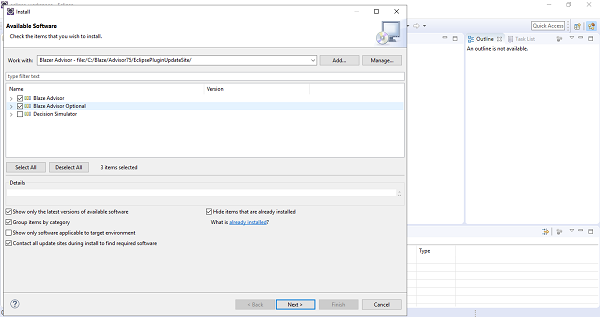 Install
Available Software
Check the items that you wish to install.
Work with: Blazer Advisor - file:/C:/Blaze/Advisor75/EclipsePluginUpdateSite/ Add... Manage...
type filter text
Name Version
Blaze Advisor
Blaze Advisor Optional
Decision Simulator
Select All Deselect All 3 items selected
Details
Show only the latest versions of available software Hide items that are already installed
Group items by category What is already installed?
Show only software applicable to target environment
Contact all update sites during install to find required software
? < Back Next > Finish Cancel
Quick Access
Outline Task List
An outline is not available.
Type